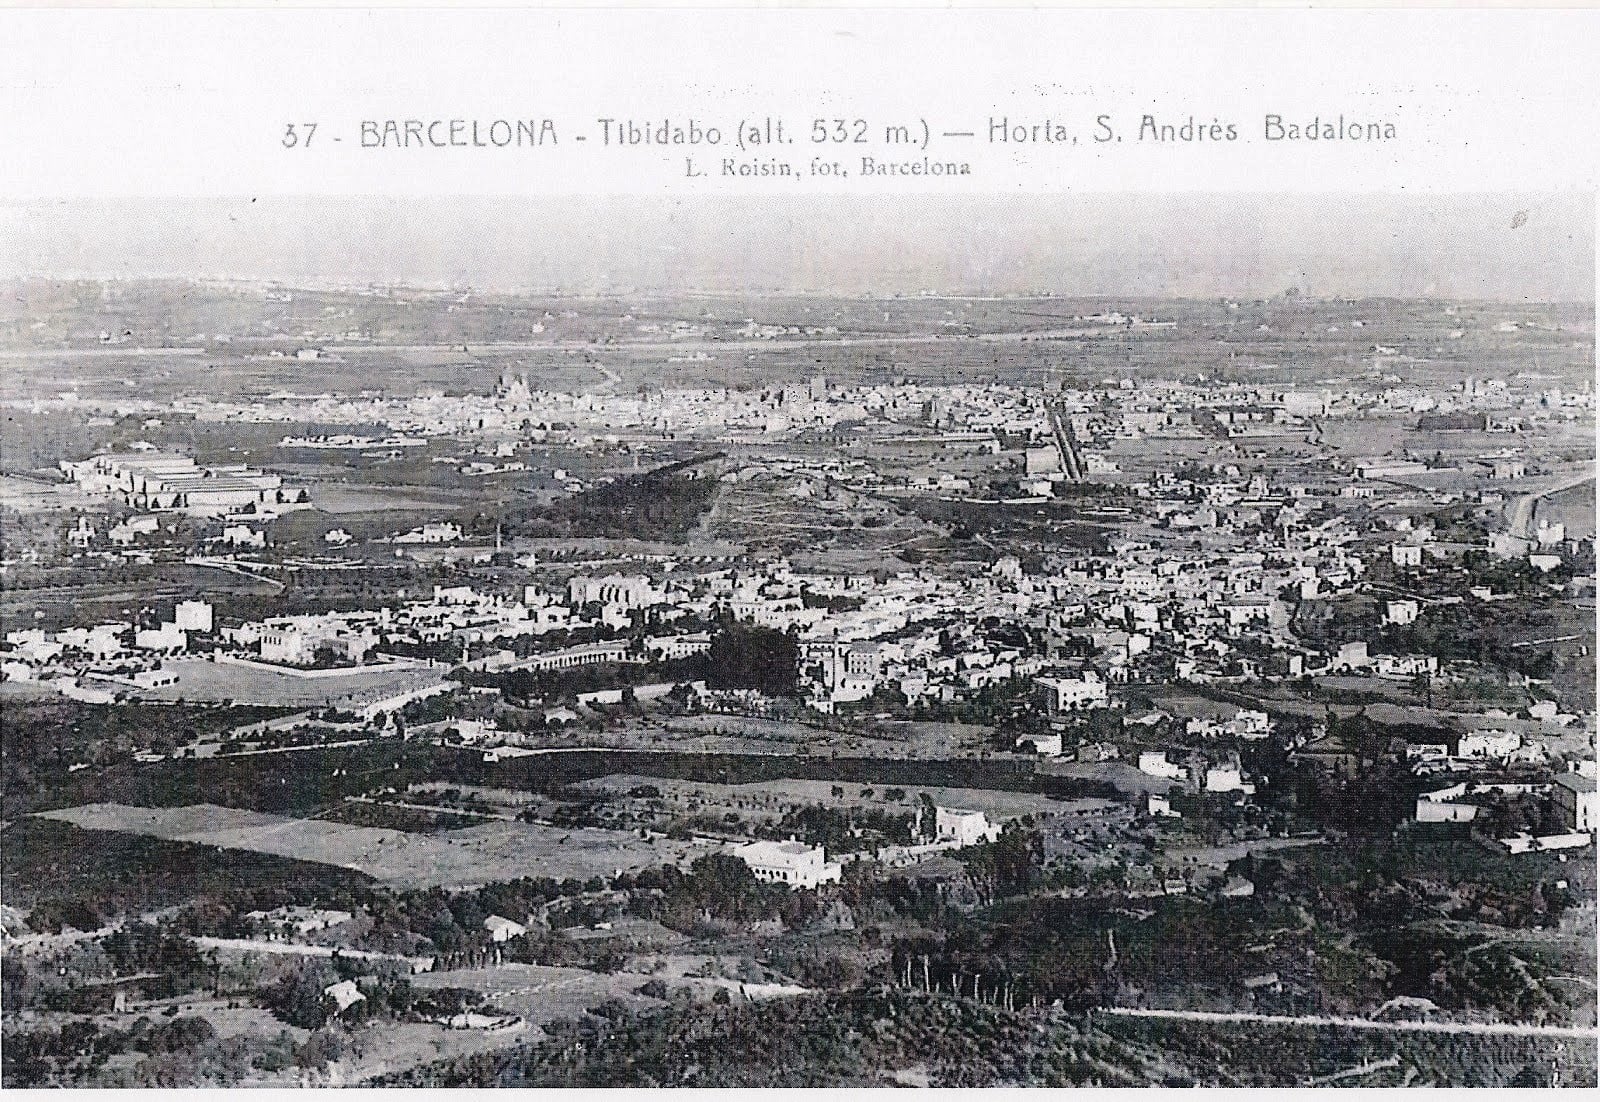 37 - BARCELONA - Tibidabo (alt. 532 m.) — Horta, S. Andrès Badalona
L. Roisin, fot, Barcelona